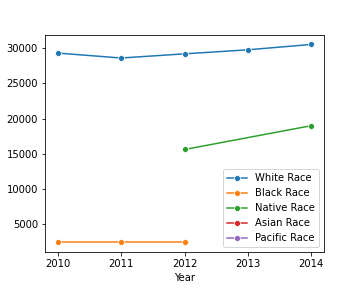 30000
25000
20000
15000
10000
5000
White Race
Black Race
Native Race
Asian Race
Pacific Race
2010 2011 2012 2013 2014
Year